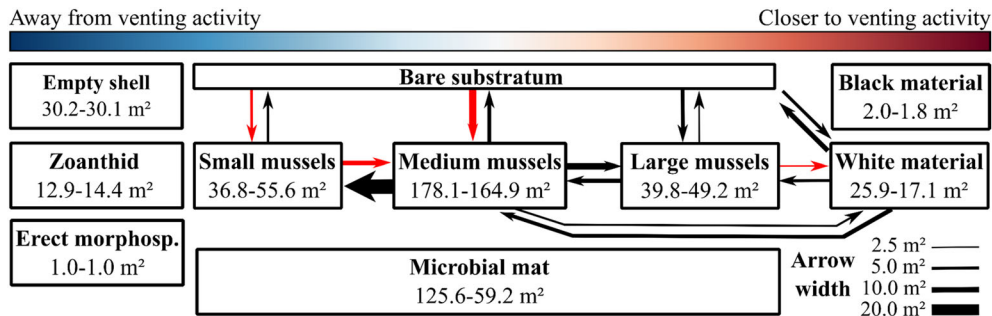 Away from venting activity
Closer to venting activity
Empty shell
30.2-30.1 m²
Bare substratum
Black material
2.0-1.8 m²
Zoanthid
12.9-14.4 m²
Small mussels
36.8-55.6 m²
Medium mussels
178.1-164.9 m²
Large mussels
39.8-49.2 m²
White material
25.9-17.1 m²
Erect morphosp.
1.0-1.0 m²
Microbial mat
125.6-59.2 m²
Arrow
width
2.5 m²
5.0 m²
10.0 m²
20.0 m²